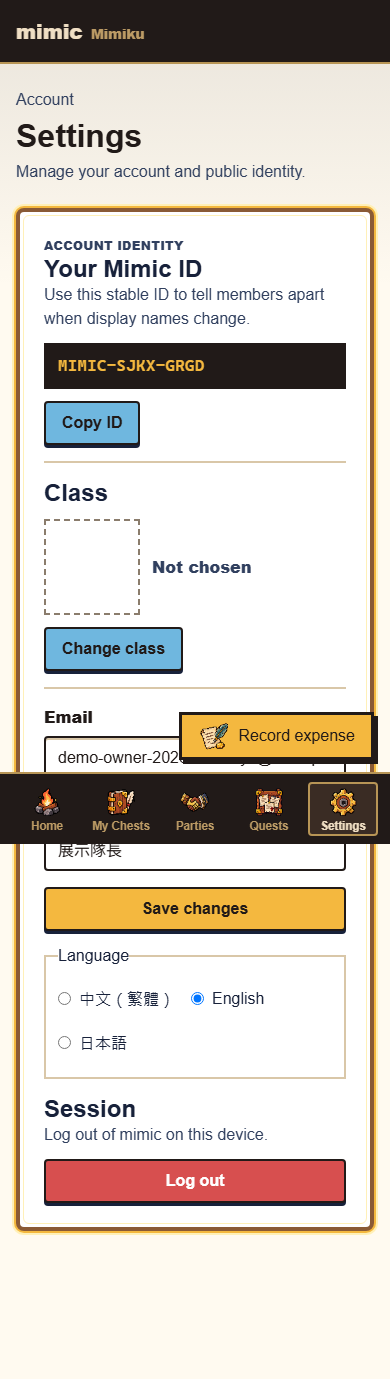 mimic Mimiku
Account
Settings
Manage your account and public identity.
ACCOUNT IDENTITY
Your Mimic ID
Use this stable ID to tell members apart
when display names change.
MIMIC-SJKX-GRGD
Copy ID
Class
Not chosen
Change class
Email
Record expense
demo-owner-202
Home
My Chests
Parties
Quests
Settings
展示隊長
Save changes
Language
中文（繁體）
English
日本語
Session
Log out of mimic on this device.
Log out